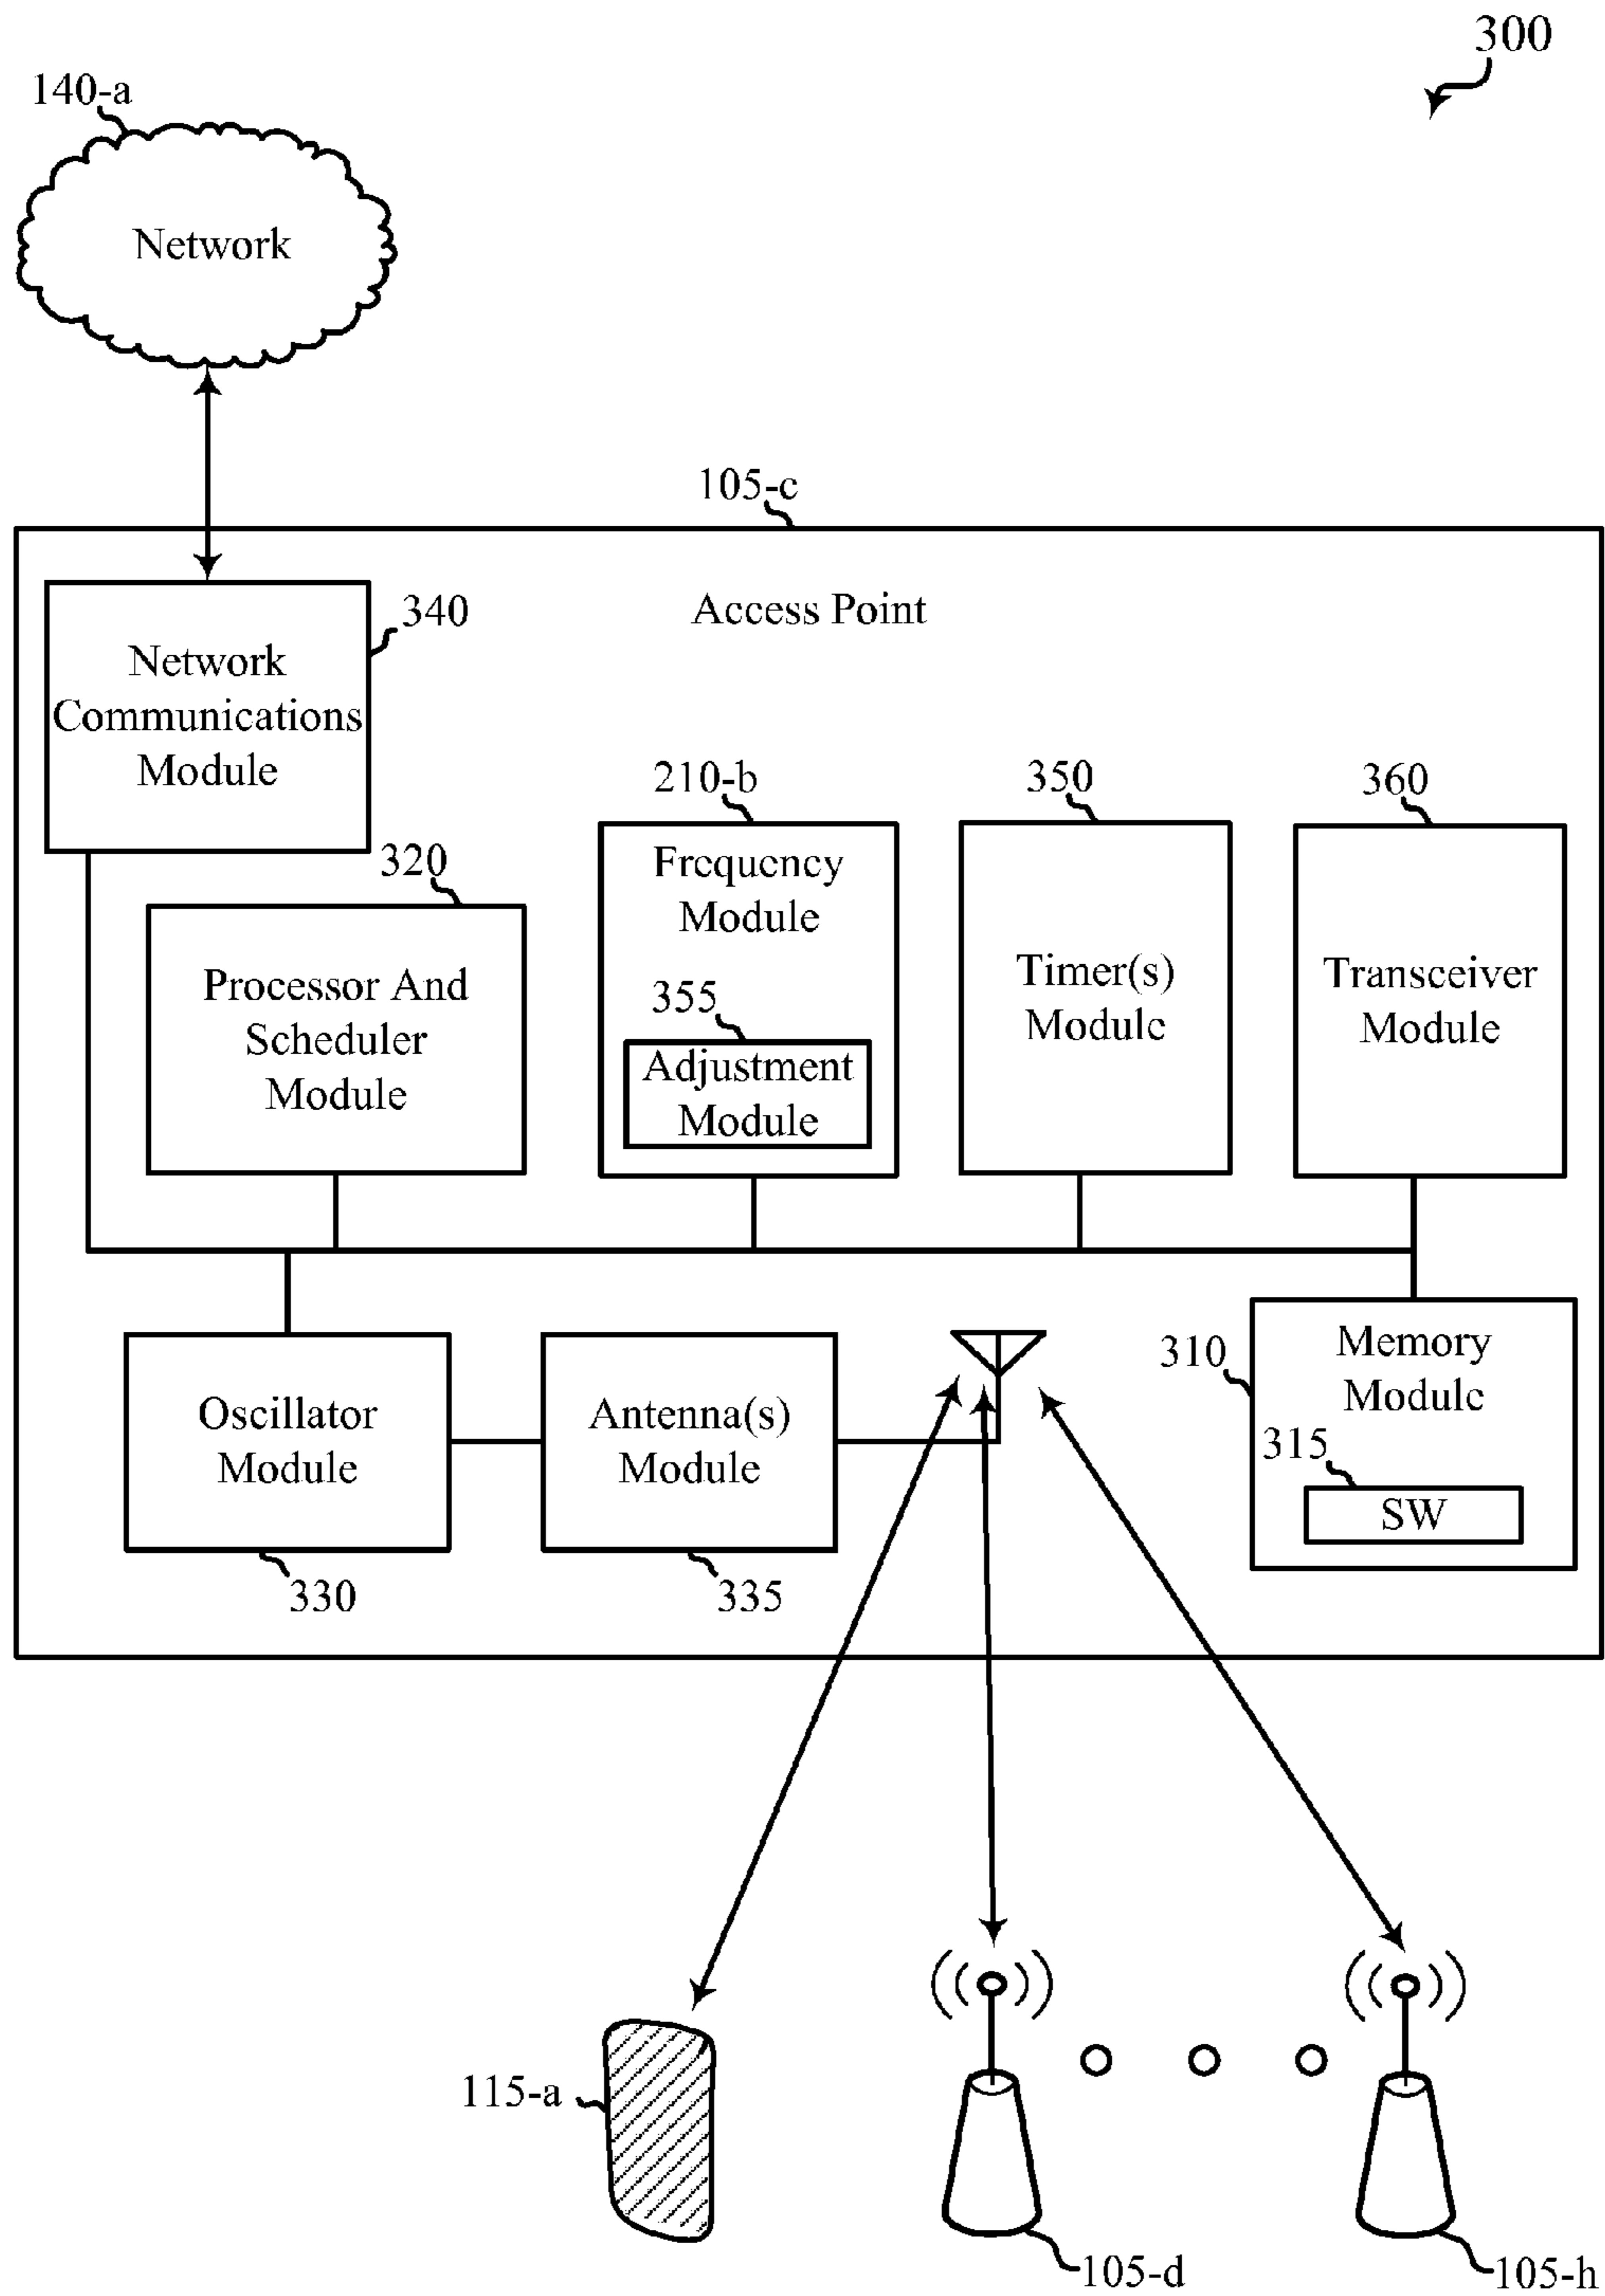 300
140-a
Network
105-c
Access Point
340
Network
Communications
Module
210-b
350
360
320
Frequency
Module
355
Adjustment
Module
Timer(s)
Module
Transceiver
Module
Processor And
Scheduler
Module
310
Memory
Module
315
SW
Oscillator
Module
Antenna(s)
Module
330
335
115-a
105-d
105-h